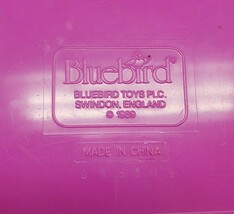 Bluebird®
BLUEBIRD TOYS PLC.
SWINDON, ENGLAND
© 1989
MADE IN CHINA